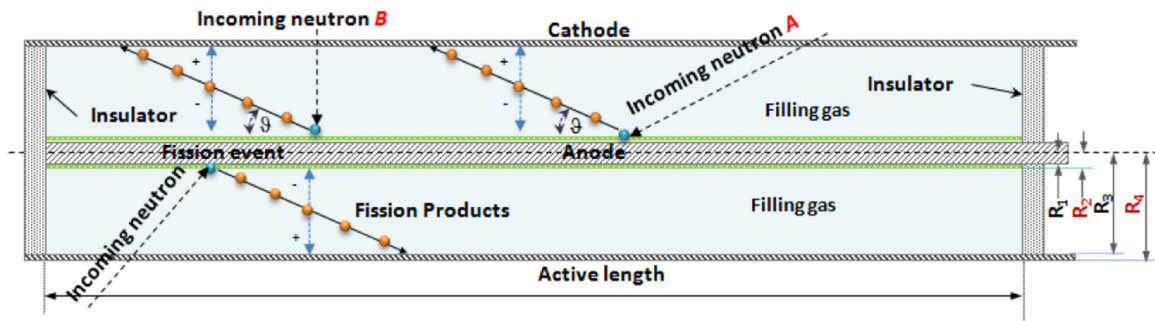 Incoming neutron B
Cathode
Incoming neutron A
Insulator
Insulator
+
-
ϑ
+
-
ϑ
Filling gas
Fission event
Anode
Incoming neutron
-
+
Fission Products
Filling gas
R1
R2
R3
R4
Active length